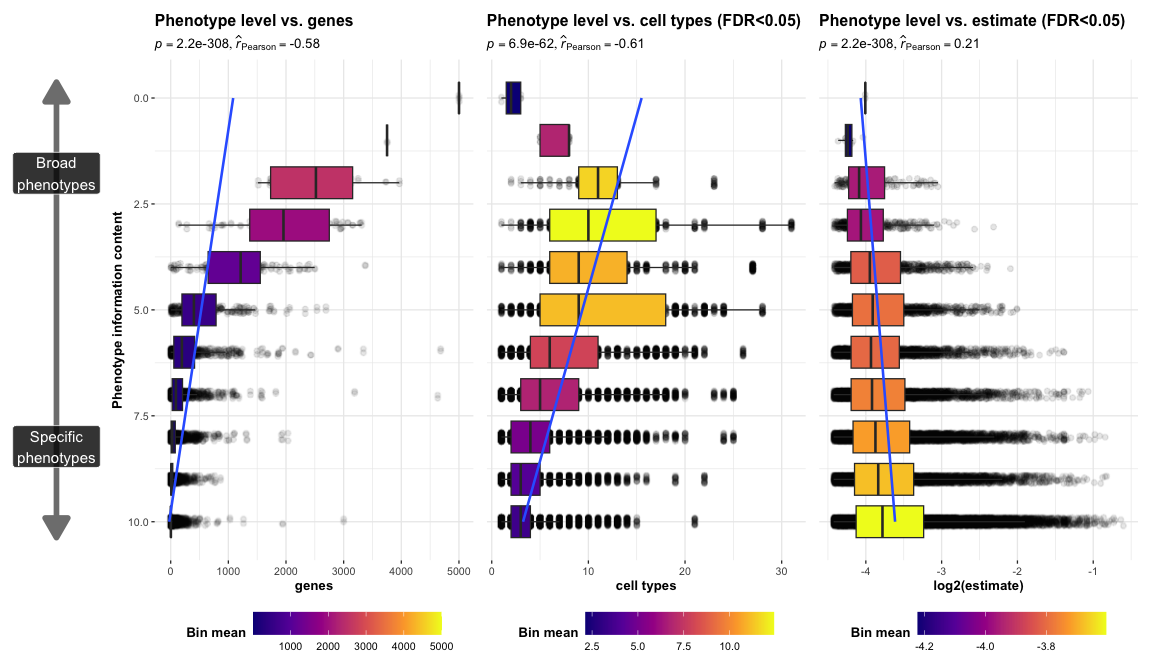 Phenotype level vs. genes
p = 2.2e-308, r̂Pearson = -0.58
Phenotype level vs. cell types (FDR<0.05)
p = 6.9e-62, r̂Pearson = -0.61
Phenotype level vs. estimate (FDR<0.05)
p = 2.2e-308, r̂Pearson = 0.21
Broad
phenotypes
Specific
phenotypes
Phenotype information content
0.0
2.5
5.0
7.5
10.0
0 1000 2000 3000 4000 5000
genes
0 10 20 30
cell types
-4 -3 -2 -1
log2(estimate)
Bin mean
1000 2000 3000 4000 5000
Bin mean
2.5 5.0 7.5 10.0
Bin mean
-4.2 -4.0 -3.8